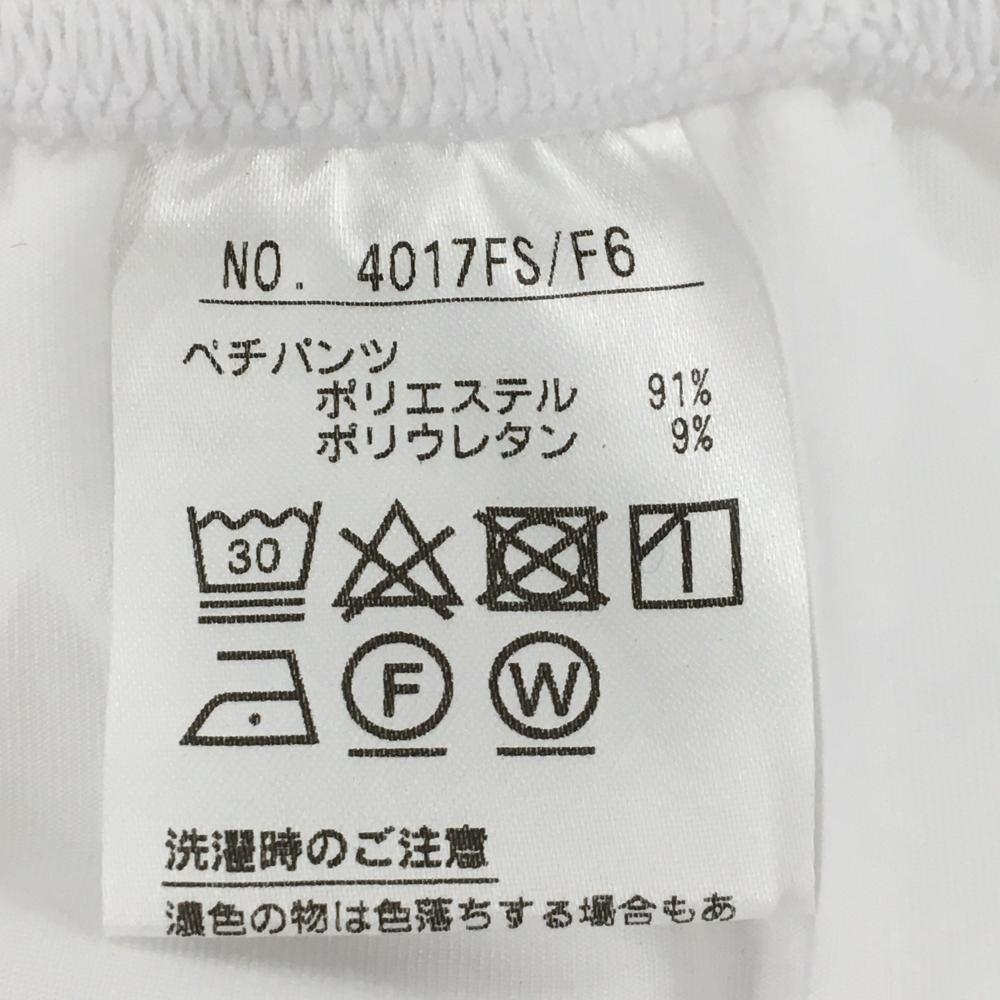 NO. 4017FS/F6
ペチパンツ
ポリエステル 91%
ポリウレタン 9%
30
F W
洗濯時のご注意
濃色の物は色落ちする場合もあ